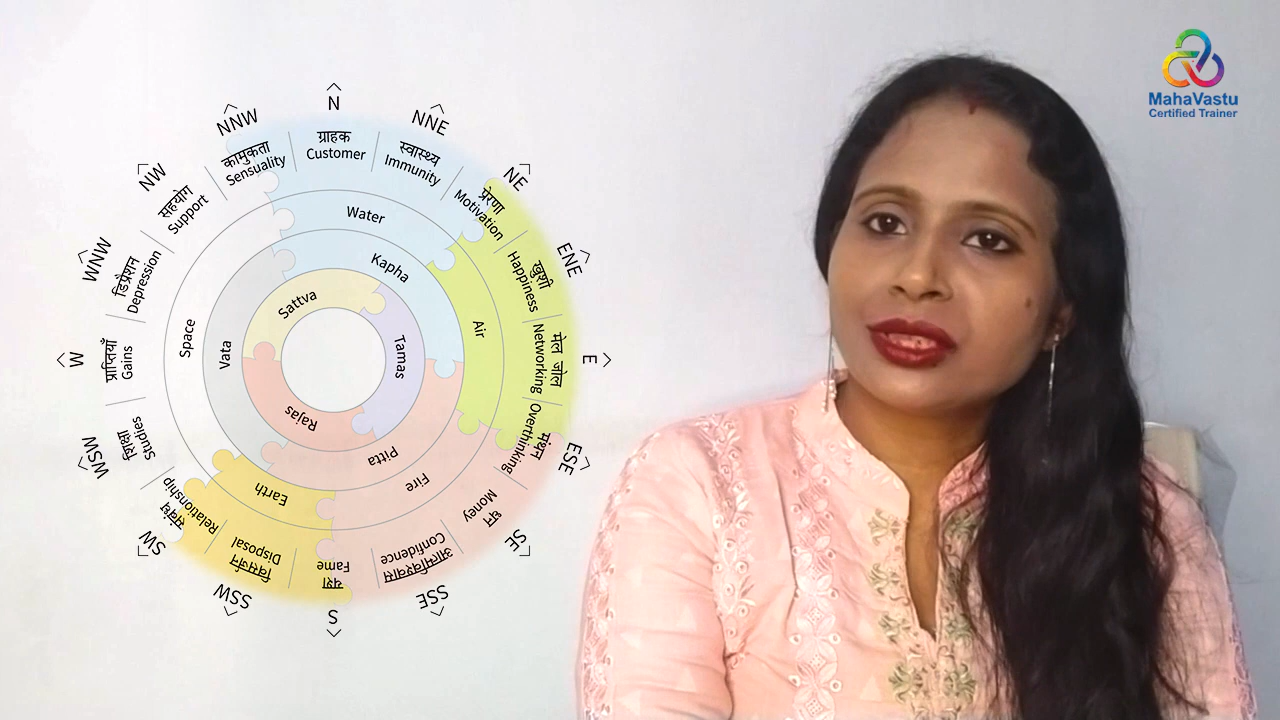 MahaVastu
Certified Trainer
N
ग्राहक
Customer
NNE
स्वास्थ्य
Immunity
NE
प्रेरणा
Motivation
ENE
खुशी
Happiness
E
मेल जोल
Networking
ESE
मंथन
Overthinking
SE
धन
Money
SSE
आत्मविश्वास
Confidence
S
यश
Fame
SSW
विसर्जन
Disposal
SW
संबंध
Relationship
WSW
शिक्षा
Studies
W
प्राप्तियाँ
Gains
WNW
डिप्रेशन
Depression
NW
सहयोग
Support
NNW
कामुकता
Sensuality
Water
Air
Fire
Earth
Space
Kapha
Pitta
Vata
Sattva
Tamas
Rajas